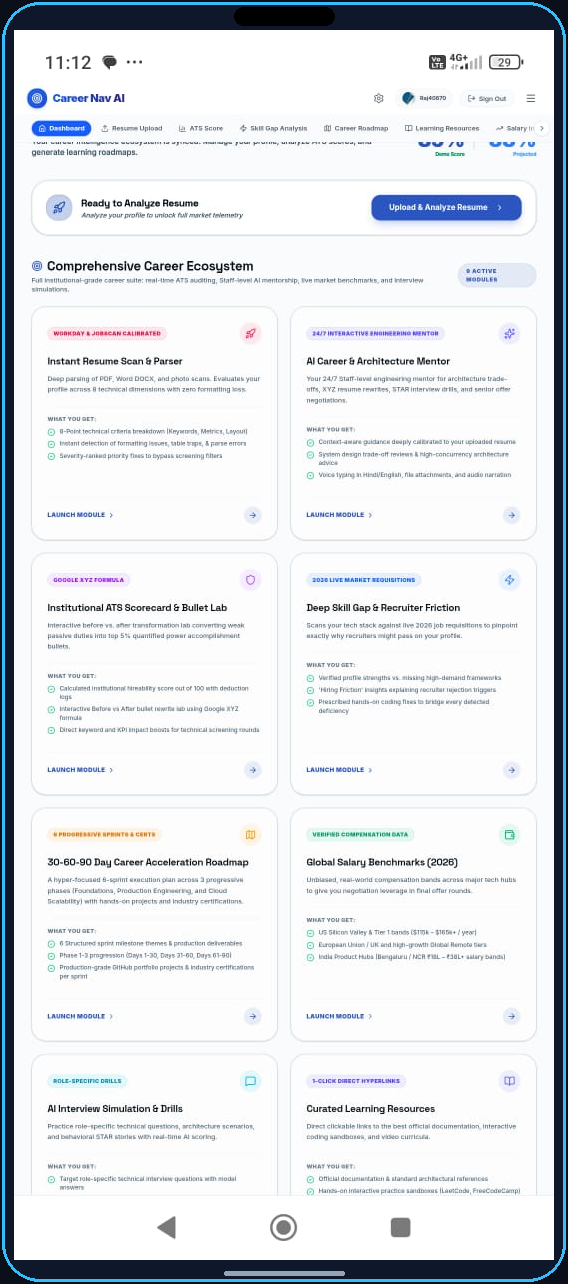 11:12
Vo LTE 4G+ 29
Career Nav AI
Raj40870
Sign Out
Dashboard
Resume Upload
ATS Score
Skill Gap Analysis
Career Roadmap
Learning Resources
Salary In
generate learning roadmaps.
Demo Score
Projected
Ready to Analyze Resume
Analyze your profile to unlock full market telemetry
Upload & Analyze Resume
Comprehensive Career Ecosystem
Full institutional-grade career suite: real-time ATS auditing, Staff-level AI mentorship, live market benchmarks, and interview
simulations.
9 ACTIVE
MODULES
WORKDAY & JOBSCAN CALIBRATED
Instant Resume Scan & Parser
Deep parsing of PDF, Word DOCX, and photo scans. Evaluates your
profile across 8 technical dimensions with zero formatting loss.
WHAT YOU GET:
8-Point technical criteria breakdown (Keywords, Metrics, Layout)
Instant detection of formatting issues, table traps, & parse errors
Severity-ranked priority fixes to bypass screening filters
LAUNCH MODULE
24/7 INTERACTIVE ENGINEERING MENTOR
AI Career & Architecture Mentor
Your 24/7 Staff-level engineering mentor for architecture trade-
offs, XYZ resume rewrites, STAR interview drills, and senior offer
negotiations.
WHAT YOU GET:
Context-aware guidance deeply calibrated to your uploaded resume
System design trade-off reviews & high-concurrency architecture
advice
Voice typing in Hindi/English, file attachments, and audio narration
LAUNCH MODULE
GOOGLE XYZ FORMULA
Institutional ATS Scorecard & Bullet Lab
Interactive before vs. after transformation lab converting weak
passive duties into top 5% quantified power accomplishment
bullets.
WHAT YOU GET:
Calculated institutional hireability score out of 100 with deduction
logs
Interactive Before vs After bullet rewrite lab using Google XYZ
formula
Direct keyword and KPI impact boosts for technical screening rounds
LAUNCH MODULE
2026 LIVE MARKET REQUISITIONS
Deep Skill Gap & Recruiter Friction
Scans your tech stack against live 2026 job requisitions to pinpoint
exactly why recruiters might pass on your profile.
WHAT YOU GET:
Verified profile strengths vs. missing high-demand frameworks
'Hiring Friction' insights explaining recruiter rejection triggers
Prescribed hands-on coding fixes to bridge every detected
deficiency
LAUNCH MODULE
6 PROGRESSIVE SPRINTS & CERTS
30-60-90 Day Career Acceleration Roadmap
A hyper-focused 6-sprint execution plan across 3 progressive
phases (Foundations, Production Engineering, and Cloud
Scalability) with hands-on projects and industry certifications.
WHAT YOU GET:
6 Structured sprint milestone themes & production deliverables
Phase 1-3 progression (Days 1-30, Days 31-60, Days 61-90)
Production-grade GitHub portfolio projects & industry certifications
per sprint
LAUNCH MODULE
VERIFIED COMPENSATION DATA
Global Salary Benchmarks (2026)
Unbiased, real-world compensation bands across major tech hubs
to give you negotiation leverage in final offer rounds.
WHAT YOU GET:
US Silicon Valley & Tier 1 bands ($115k – $165k+ / year)
European Union / UK and high-growth Global Remote tiers
India Product Hubs (Bengaluru / NCR ₹18L – ₹38L+ salary bands)
LAUNCH MODULE
ROLE-SPECIFIC DRILLS
AI Interview Simulation & Drills
Practice role-specific technical questions, architecture scenarios,
and behavioral STAR stories with real-time AI scoring.
WHAT YOU GET:
Target role-specific technical interview questions with model
answers
1-CLICK DIRECT HYPERLINKS
Curated Learning Resources
Direct clickable links to the best official documentation, interactive
coding sandboxes, and video curricula.
WHAT YOU GET:
Official documentation & standard architectural references
Hands-on interactive practice sandboxes (LeetCode, FreeCodeCamp)